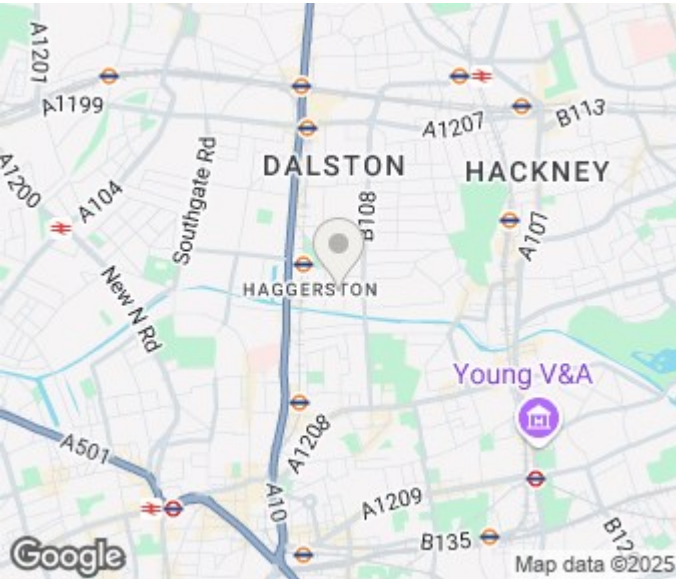 A1201
A1199
A1207
B113
DALSTON
HACKNEY
A1200
A104
Southgate Rd
B108
A107
HAGGERSTON
New N Rd
Young V&A
A501
A1208
A10
A1209
B135
Google
Map data ©2025